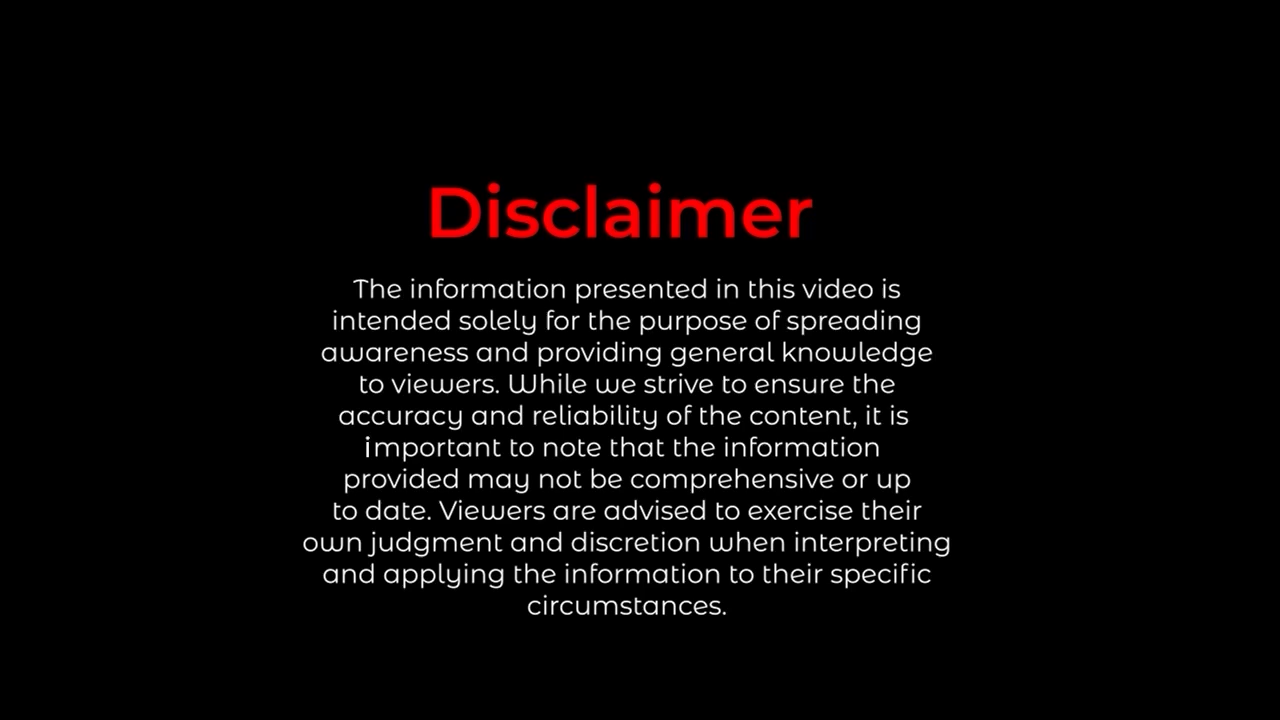 Disclaimer
The information presented in this video is
intended solely for the purpose of spreading
awareness and providing general knowledge
to viewers. While we strive to ensure the
accuracy and reliability of the content, it is
important to note that the information
provided may not be comprehensive or up
to date. Viewers are advised to exercise their
own judgment and discretion when interpreting
and applying the information to their specific
circumstances.